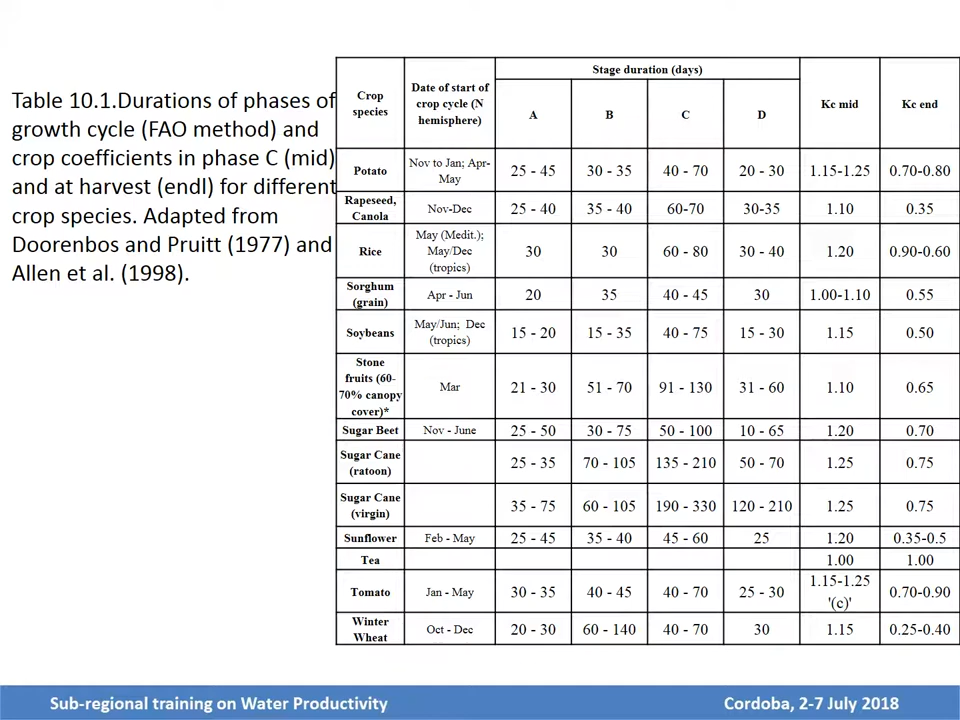 Table 10.1.Durations of phases of
growth cycle (FAO method) and
crop coefficients in phase C (mid)
and at harvest (endl) for different
crop species. Adapted from
Doorenbos and Pruitt (1977) and
Allen et al. (1998).
Crop species Date of start of crop cycle (N hemisphere) Stage duration (days) Kc mid Kc end
A B C D
Potato Nov to Jan; Apr-May 25 - 45 30 - 35 40 - 70 20 - 30 1.15-1.25 0.70-0.80
Rapeseed, Canola Nov-Dec 25 - 40 35 - 40 60-70 30-35 1.10 0.35
Rice May (Medit.); May/Dec (tropics) 30 30 60 - 80 30 - 40 1.20 0.90-0.60
Sorghum (grain) Apr - Jun 20 35 40 - 45 30 1.00-1.10 0.55
Soybeans May/Jun; Dec (tropics) 15 - 20 15 - 35 40 - 75 15 - 30 1.15 0.50
Stone fruits (60-70% canopy cover)* Mar 21 - 30 51 - 70 91 - 130 31 - 60 1.10 0.65
Sugar Beet Nov - June 25 - 50 30 - 75 50 - 100 10 - 65 1.20 0.70
Sugar Cane (ratoon) 25 - 35 70 - 105 135 - 210 50 - 70 1.25 0.75
Sugar Cane (virgin) 35 - 75 60 - 105 190 - 330 120 - 210 1.25 0.75
Sunflower Feb - May 25 - 45 35 - 40 45 - 60 25 1.20 0.35-0.5
Tea 1.00 1.00
Tomato Jan - May 30 - 35 40 - 45 40 - 70 25 - 30 1.15-1.25 '(c)' 0.70-0.90
Winter Wheat Oct - Dec 20 - 30 60 - 140 40 - 70 30 1.15 0.25-0.40
Sub-regional training on Water Productivity Cordoba, 2-7 July 2018